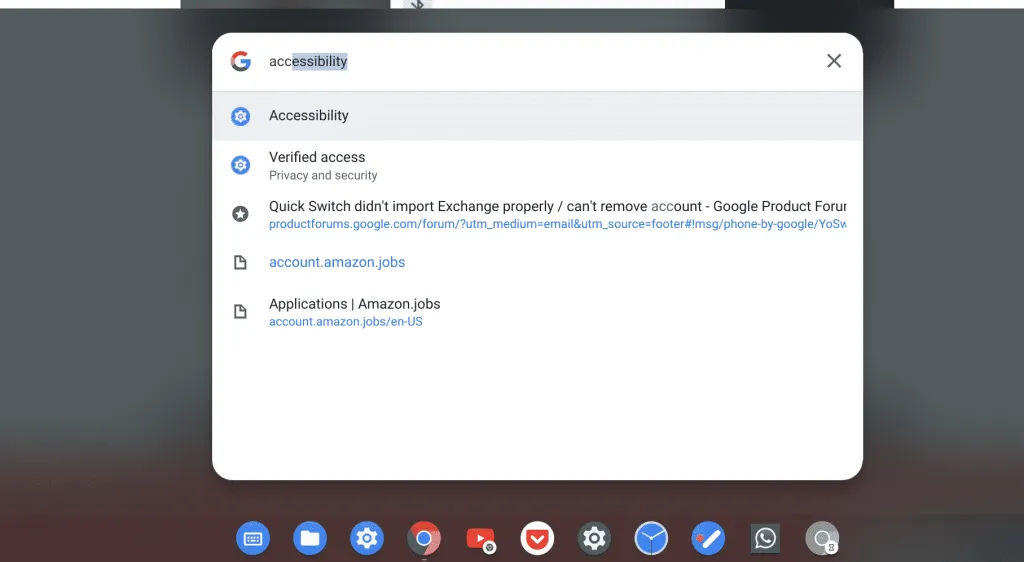 accessibility
Accessibility
Verified access
Privacy and security
Quick Switch didn't import Exchange properly / can't remove account - Google Product Forur
productforums.google.com/forum/?utm_medium=email&utm_source=footer#!msg/phone-by-google/YoSw
account.amazon.jobs
Applications | Amazon.jobs
account.amazon.jobs/en-US